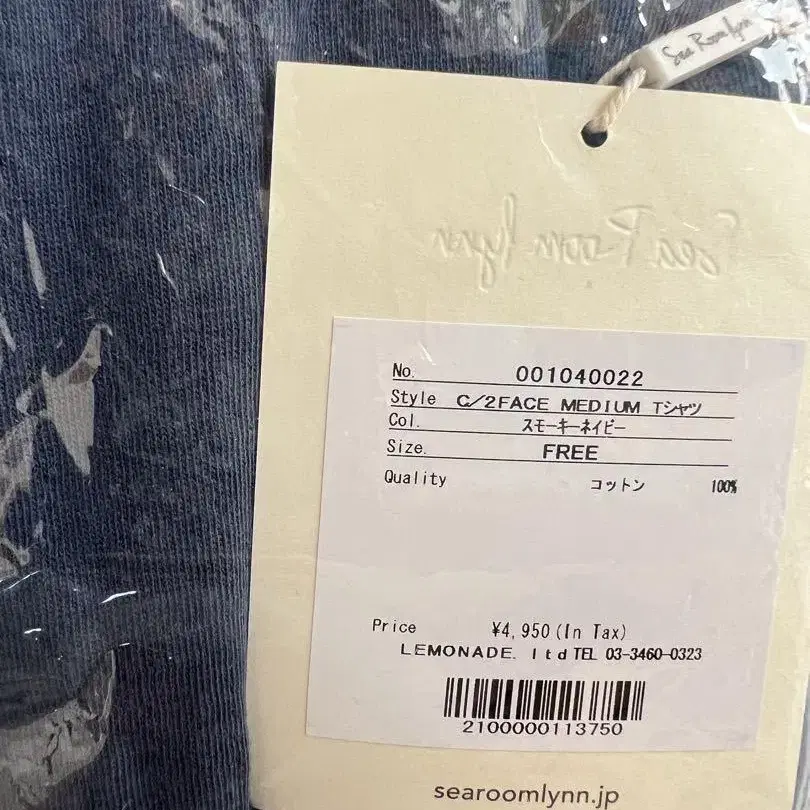 Sea Room lynn
Sea Room lynn
No. 001040022
Style C/2FACE MEDIUM Tシャツ
Col. スモーキーネイビー
Size. FREE
Quality コットン 100%
Price ¥4,950(In Tax)
LEMONADE. ltd TEL 03-3460-0323
2100000113750
searoomlynn.jp